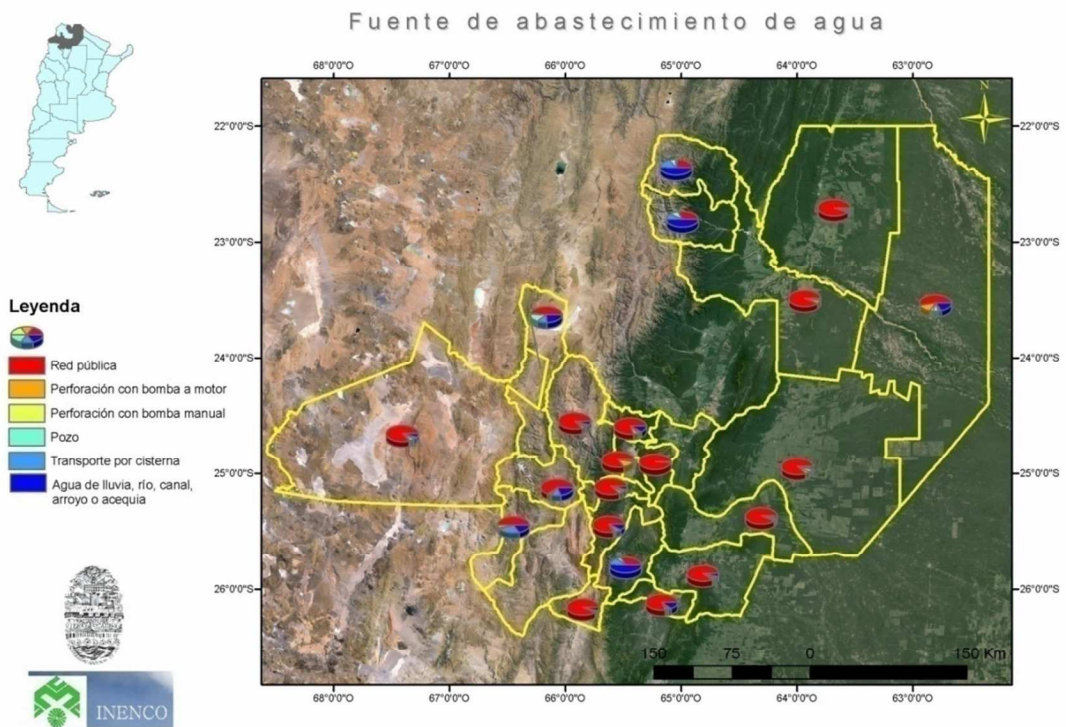 Fuente de abastecimiento de agua
68°0'0"O 67°0'0"O 66°0'0"O 65°0'0"O 64°0'0"O 63°0'0"O
N
22°0'0"S 22°0'0"S
23°0'0"S 23°0'0"S
24°0'0"S 24°0'0"S
25°0'0"S 25°0'0"S
26°0'0"S 26°0'0"S
150 75 0 150 Km
68°0'0"O 67°0'0"O 66°0'0"O 65°0'0"O 64°0'0"O 63°0'0"O
Leyenda
Red pública
Perforación con bomba a motor
Perforación con bomba manual
Pozo
Transporte por cisterna
Agua de lluvia, río, canal,
arroyo o acequia
INENCO